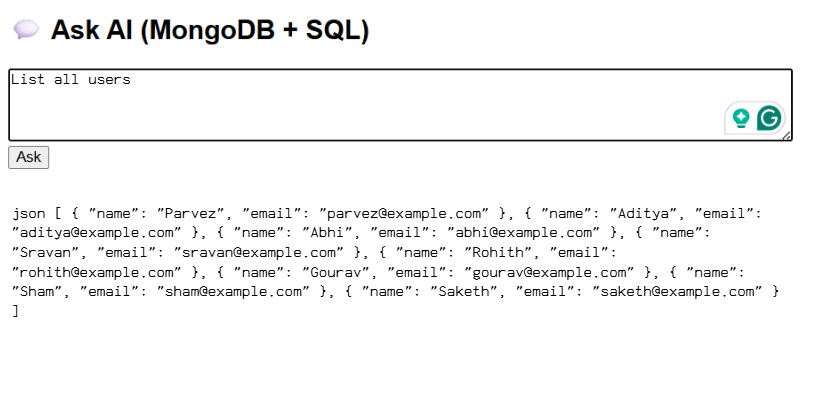 💬 Ask AI (MongoDB + SQL)
List all users
Ask
json [ { "name": "Parvez", "email": "parvez@example.com" }, { "name": "Aditya", "email":
"aditya@example.com" }, { "name": "Abhi", "email": "abhi@example.com" }, { "name":
"Sravan", "email": "sravan@example.com" }, { "name": "Rohith", "email":
"rohith@example.com" }, { "name": "Gourav", "email": "gourav@example.com" }, { "name":
"Sham", "email": "sham@example.com" }, { "name": "Saketh", "email": "saketh@example.com" }
]